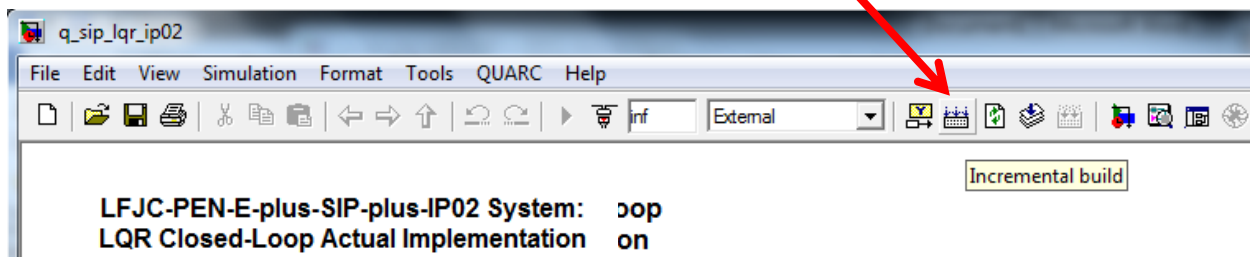 q_sip_lqr_ip02
File Edit View Simulation Format Tools QUARC Help
inf External
Incremental build
LFJC-PEN-E-plus-SIP-plus-IP02 System: oop
LQR Closed-Loop Actual Implementation on